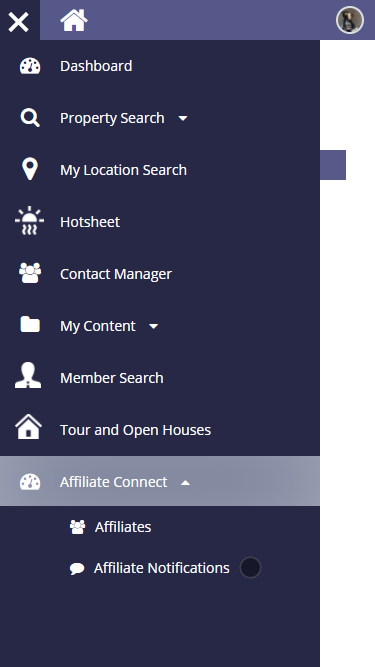 Dashboard
Property Search
My Location Search
Hotsheet
Contact Manager
My Content
Member Search
Tour and Open Houses
Affiliate Connect
Affiliates
Affiliate Notifications